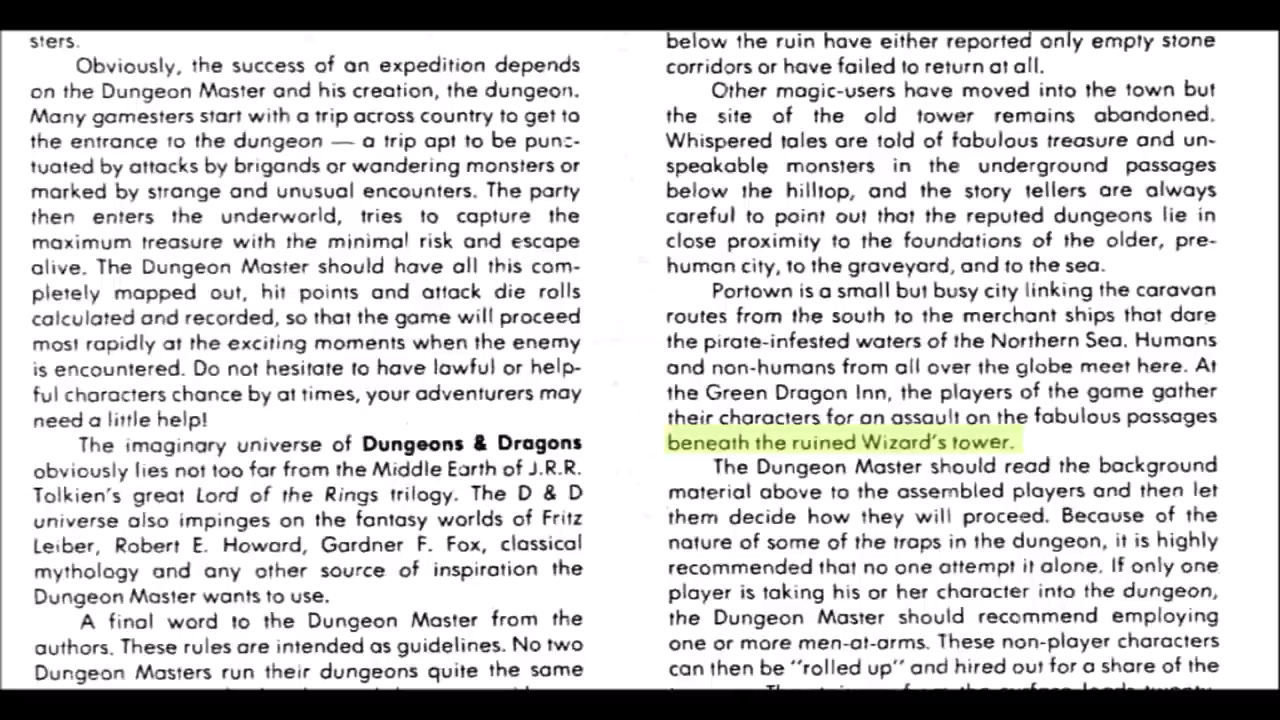 sters.
Obviously, the success of an expedition depends
on the Dungeon Master and his creation, the dungeon.
Many gamesters start with a trip across country to get to
the entrance to the dungeon — a trip apt to be punc-
tuated by attacks by brigands or wandering monsters or
marked by strange and unusual encounters. The party
then enters the underworld, tries to capture the
maximum treasure with the minimal risk and escape
alive. The Dungeon Master should have all this com-
pletely mapped out, hit points and attack die rolls
calculated and recorded, so that the game will proceed
most rapidly at the exciting moments when the enemy
is encountered. Do not hesitate to have lawful or help-
ful characters chance by at times, your adventurers may
need a little help!
The imaginary universe of Dungeons & Dragons
obviously lies not too far from the Middle Earth of J.R.R.
Tolkien's great Lord of the Rings trilogy. The D & D
universe also impinges on the fantasy worlds of Fritz
Leiber, Robert E. Howard, Gardner F. Fox, classical
mythology and any other source of inspiration the
Dungeon Master wants to use.
A final word to the Dungeon Master from the
authors. These rules are intended as guidelines. No two
Dungeon Masters run their dungeons quite the same
below the ruin have either reported only empty stone
corridors or have failed to return at all.
Other magic-users have moved into the town but
the site of the old tower remains abandoned.
Whispered tales are told of fabulous treasure and un-
speakable monsters in the underground passages
below the hilltop, and the story tellers are always
careful to point out that the reputed dungeons lie in
close proximity to the foundations of the older, pre-
human city, to the graveyard, and to the sea.
Portown is a small but busy city linking the caravan
routes from the south to the merchant ships that dare
the pirate-infested waters of the Northern Sea. Humans
and non-humans from all over the globe meet here. At
the Green Dragon Inn, the players of the game gather
their characters for an assault on the fabulous passages
beneath the ruined Wizard's tower.
The Dungeon Master should read the background
material above to the assembled players and then let
them decide how they will proceed. Because of the
nature of some of the traps in the dungeon, it is highly
recommended that no one attempt it alone. If only one
player is taking his or her character into the dungeon,
the Dungeon Master should recommend employing
one or more men-at-arms. These non-player characters
can then be "rolled up" and hired out for a share of the